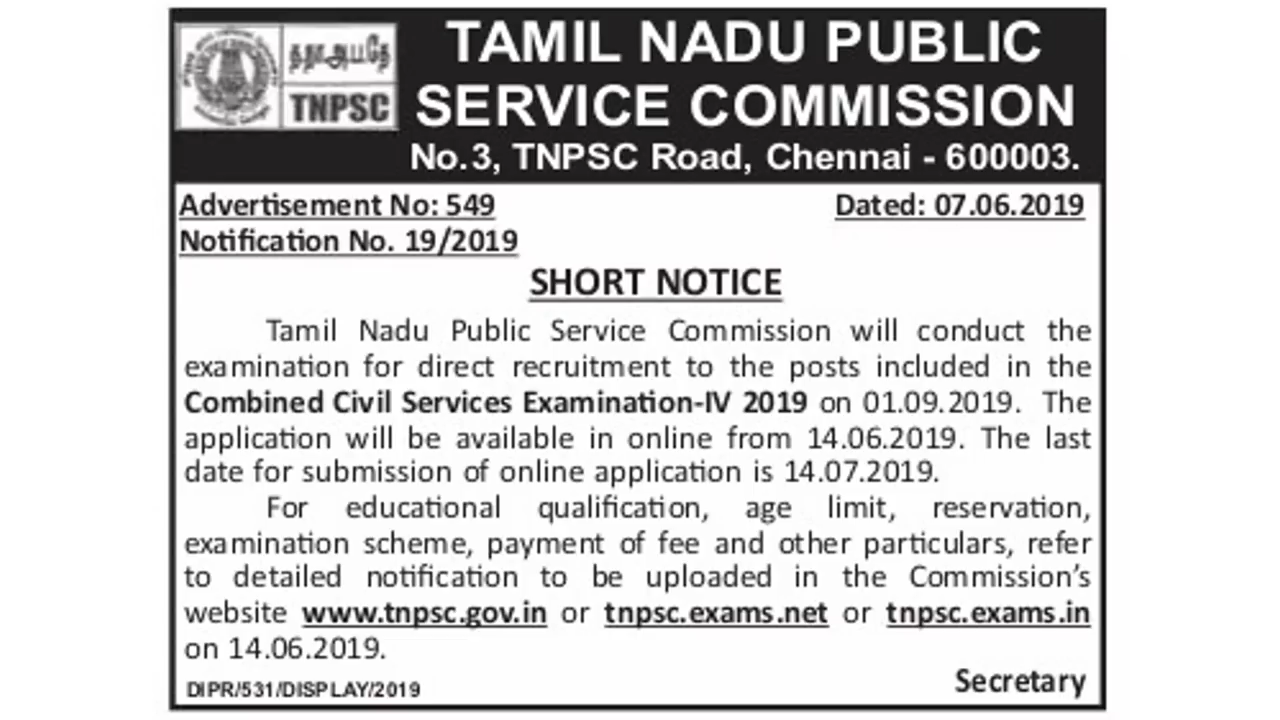 தநாஅபதே
TNPSC
TAMIL NADU PUBLIC
SERVICE COMMISSION
No.3, TNPSC Road, Chennai - 600003.
Advertisement No: 549
Dated: 07.06.2019
Notification No. 19/2019
SHORT NOTICE
Tamil Nadu Public Service Commission will conduct the
examination for direct recruitment to the posts included in the
Combined Civil Services Examination-IV 2019 on 01.09.2019. The
application will be available in online from 14.06.2019. The last
date for submission of online application is 14.07.2019.
For educational qualification, age limit, reservation,
examination scheme, payment of fee and other particulars, refer
to detailed notification to be uploaded in the Commission’s
website www.tnpsc.gov.in or tnpsc.exams.net or tnpsc.exams.in
on 14.06.2019.
DIPR/531/DISPLAY/2019
Secretary